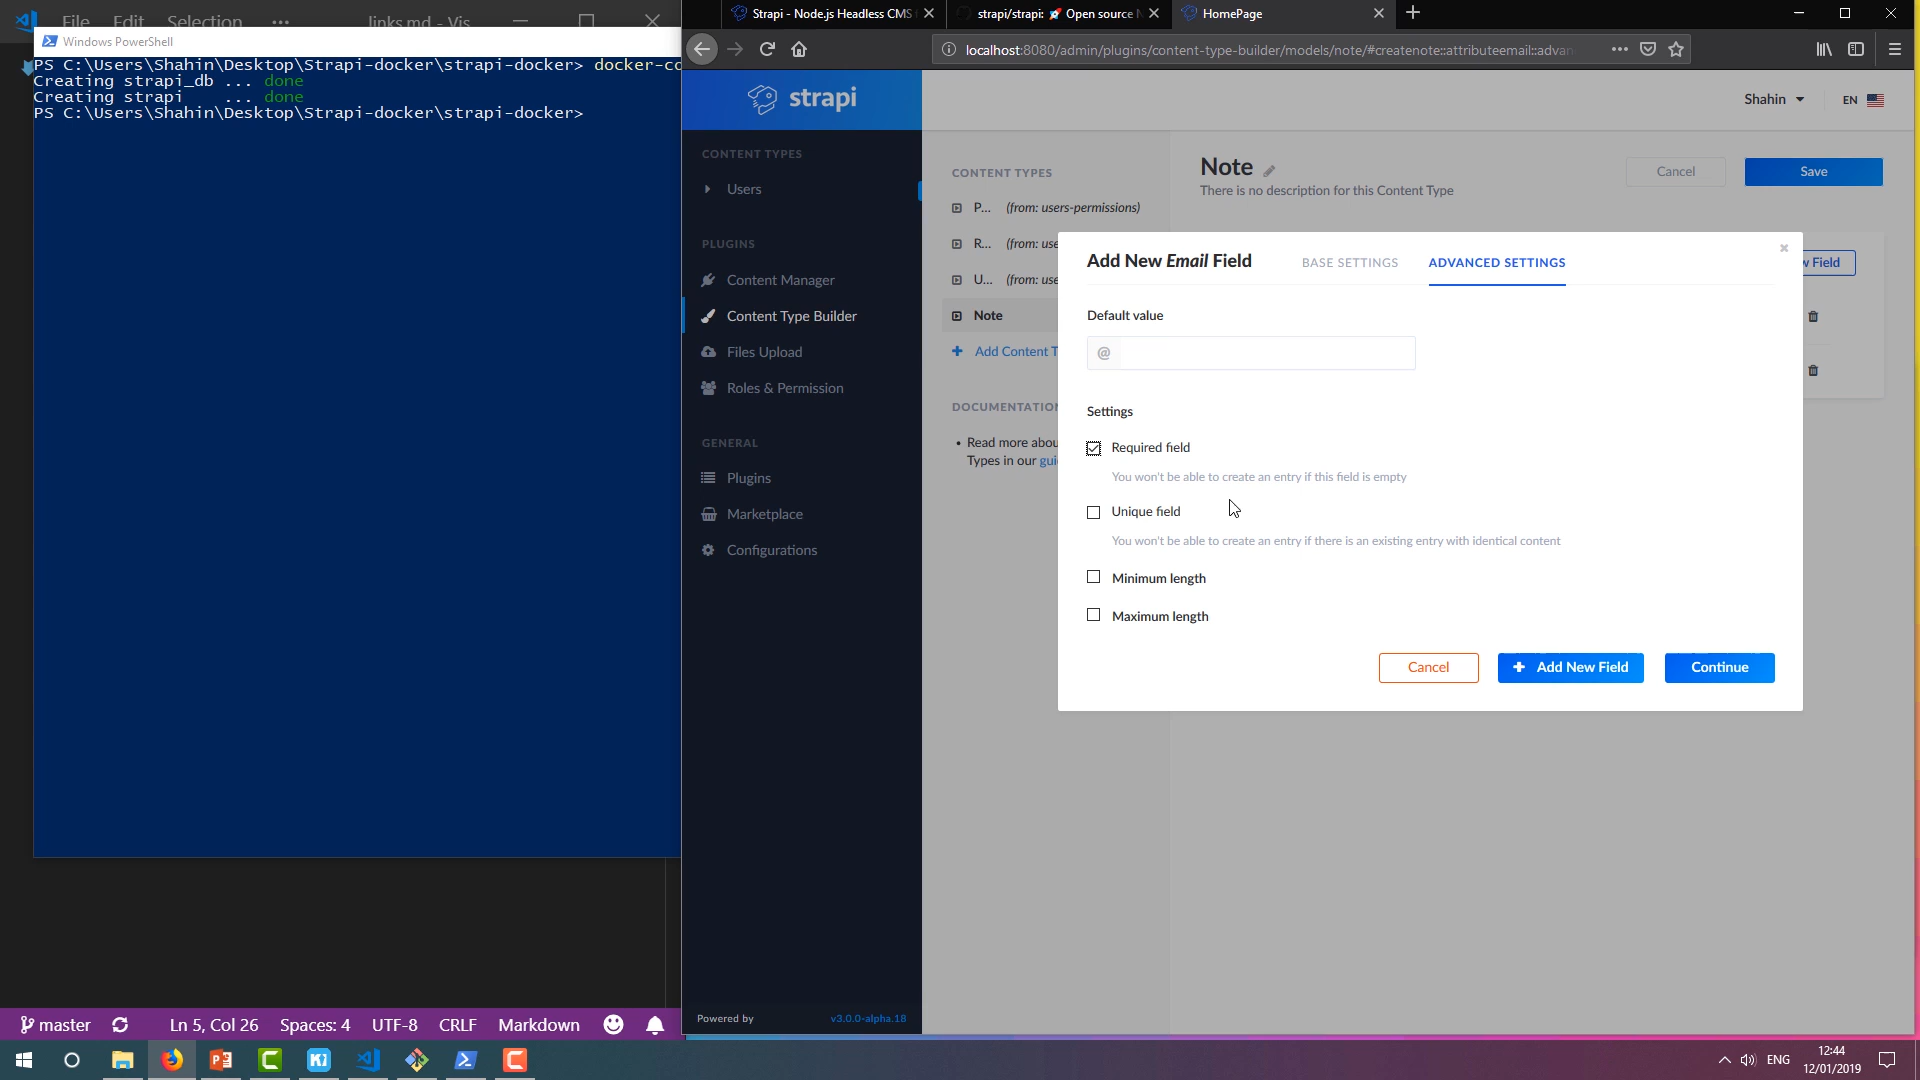 File Edit Selection ... links.md - Vis
Windows PowerShell
PS C:\Users\Shahin\Desktop\Strapi-docker\strapi-docker> docker-co
Creating strapi_db ... done
Creating strapi    ... done
PS C:\Users\Shahin\Desktop\Strapi-docker\strapi-docker>
master Ln 5, Col 26 Spaces: 4 UTF-8 CRLF Markdown
Strapi - Node.js Headless CMS
strapi/strapi: 🚀 Open source N
HomePage
localhost:8080/admin/plugins/content-type-builder/models/note/#createnote::attributeemail::advan
strapi
Shahin
EN
CONTENT TYPES
Users
PLUGINS
Content Manager
Content Type Builder
Files Upload
Roles & Permission
GENERAL
Plugins
Marketplace
Configurations
Powered by v3.0.0-alpha.18
CONTENT TYPES
P... (from: users-permissions)
R... (from: use
U... (from: use
Note
Add Content T
DOCUMENTATION
• Read more abou
Types in our gui
Note
There is no description for this Content Type
Cancel
Save
w Field
Add New Email Field
BASE SETTINGS
ADVANCED SETTINGS
Default value
@
Settings
Required field
You won't be able to create an entry if this field is empty
Unique field
You won't be able to create an entry if there is an existing entry with identical content
Minimum length
Maximum length
Cancel
+ Add New Field
Continue
ENG
12:44
12/01/2019